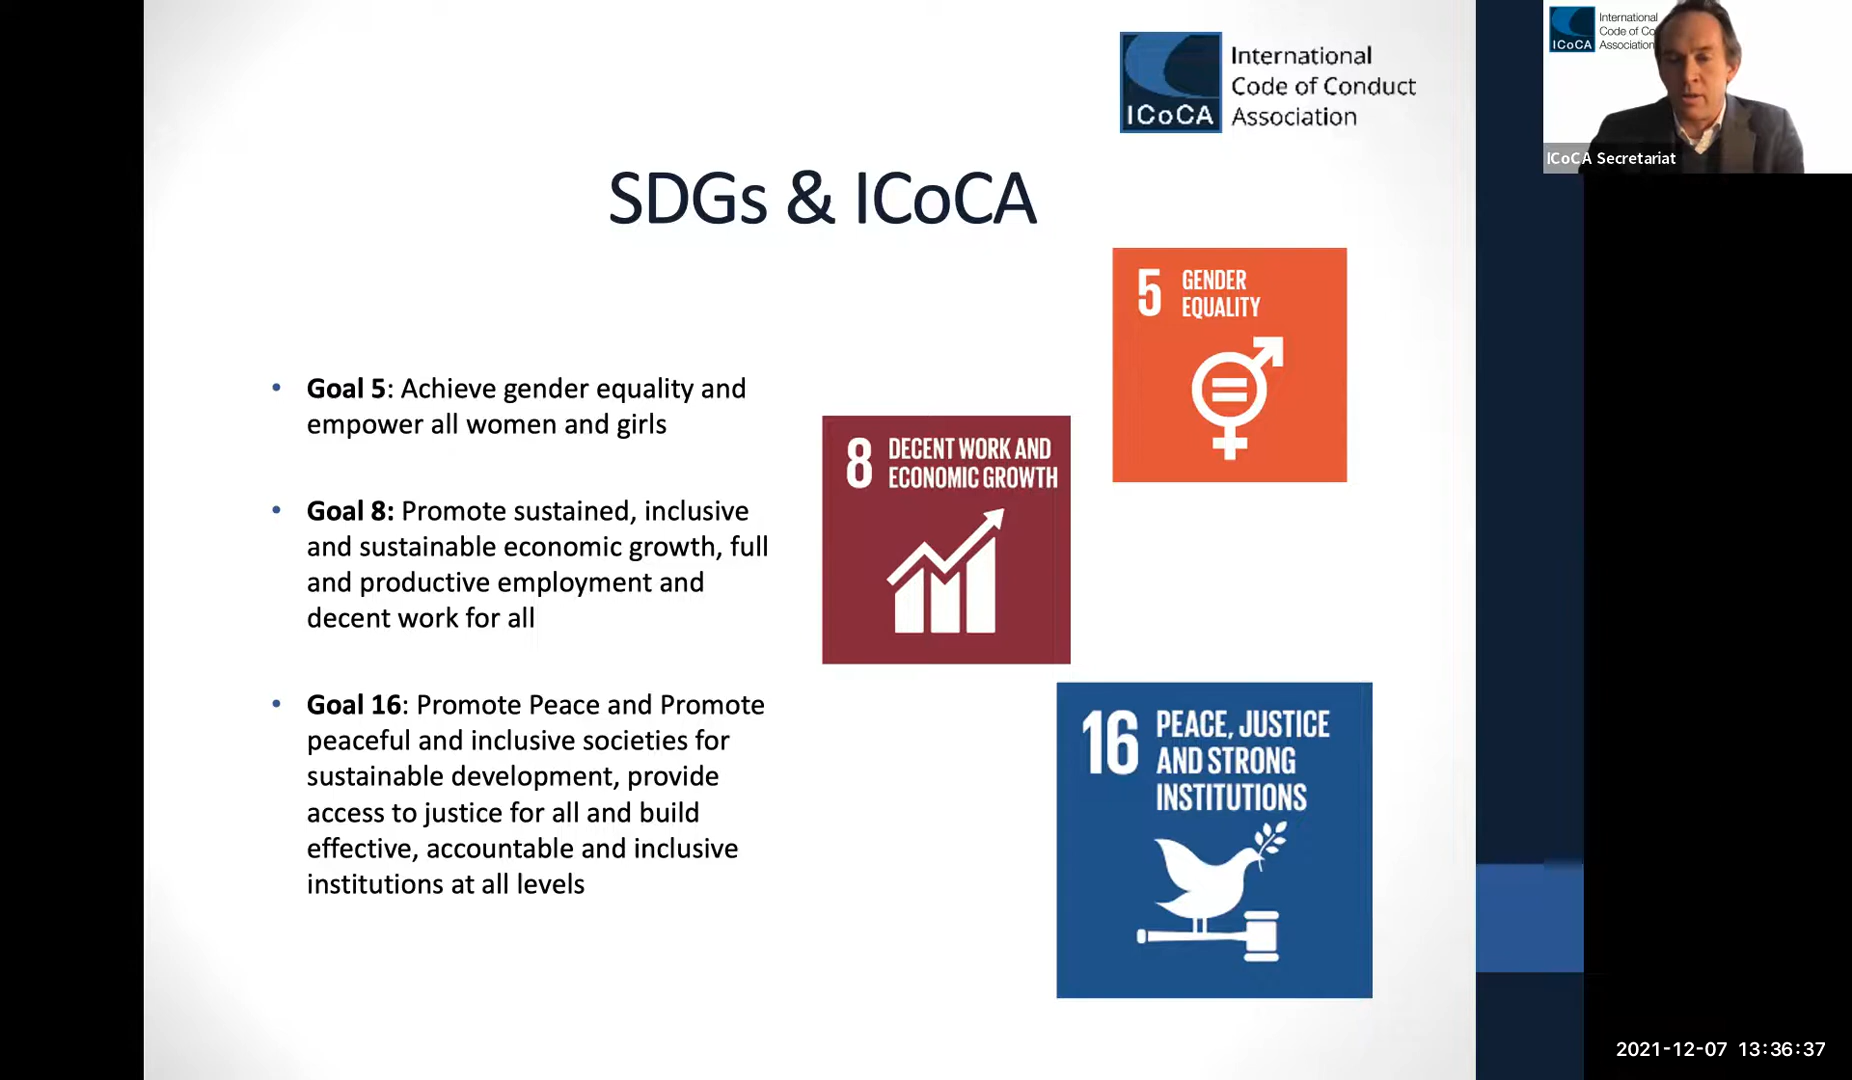 International
Code of Conduct
Association
ICoCA
SDGs & ICoCA
• Goal 5: Achieve gender equality and
empower all women and girls
• Goal 8: Promote sustained, inclusive
and sustainable economic growth, full
and productive employment and
decent work for all
• Goal 16: Promote Peace and Promote
peaceful and inclusive societies for
sustainable development, provide
access to justice for all and build
effective, accountable and inclusive
institutions at all levels
5 GENDER
EQUALITY
8 DECENT WORK AND
ECONOMIC GROWTH
16 PEACE, JUSTICE
AND STRONG
INSTITUTIONS
International
Code of Co
Association
ICoCA
ICoCA Secretariat
2021-12-07 13:36:37